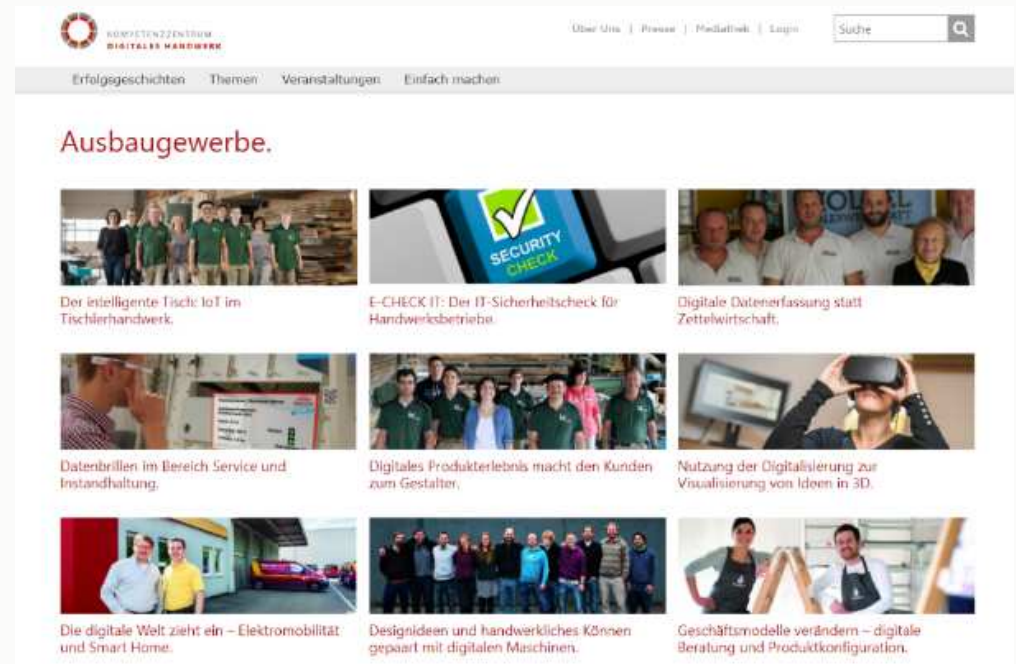 KOMPETENZZENTRUM
DIGITALES HANDWERK
Über Uns | Presse | Mediathek | Login
Suche
Erfolgsgeschichten Themen Veranstaltungen Einfach machen
Ausbaugewerbe.
SECURITY
CHECK
Der intelligente Tisch: IoT im
Tischlerhandwerk.
E-CHECK IT: Der IT-Sicherheitscheck für
Handwerksbetriebe.
Digitale Datenerfassung statt
Zettelwirtschaft.
Datenbrillen im Bereich Service und
Instandhaltung.
Digitales Produkterlebnis macht den Kunden
zum Gestalter.
Nutzung der Digitalisierung zur
Visualisierung von Ideen in 3D.
Die digitale Welt zieht ein – Elektromobilität
und Smart Home.
Designideen und handwerkliches Können
gepaart mit digitalen Maschinen.
Geschäftsmodelle verändern – digitale
Beratung und Produktkonfiguration.